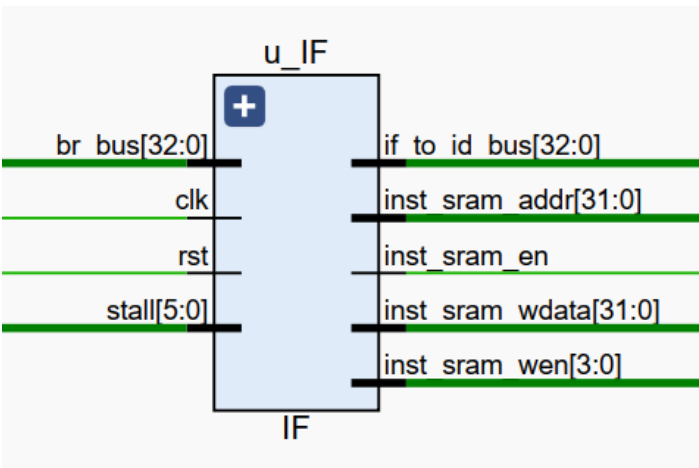 u_IF
br_bus[32:0]
if_to_id_bus[32:0]
clk
inst_sram_addr[31:0]
rst
inst_sram_en
stall[5:0]
inst_sram_wdata[31:0]
inst_sram_wen[3:0]
IF